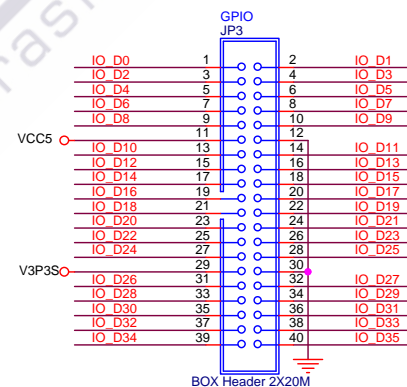 GPIO
JP3
IO_D0 1 2 IO_D1
IO_D2 3 4 IO_D3
IO_D4 5 6 IO_D5
IO_D6 7 8 IO_D7
IO_D8 9 10 IO_D9
VCC5 11 12
IO_D10 13 14 IO_D11
IO_D12 15 16 IO_D13
IO_D14 17 18 IO_D15
IO_D16 19 20 IO_D17
IO_D18 21 22 IO_D19
IO_D20 23 24 IO_D21
IO_D22 25 26 IO_D23
IO_D24 27 28 IO_D25
V3P3S 29 30
IO_D26 31 32 IO_D27
IO_D28 33 34 IO_D29
IO_D30 35 36 IO_D31
IO_D32 37 38 IO_D33
IO_D34 39 40 IO_D35
BOX Header 2X20M